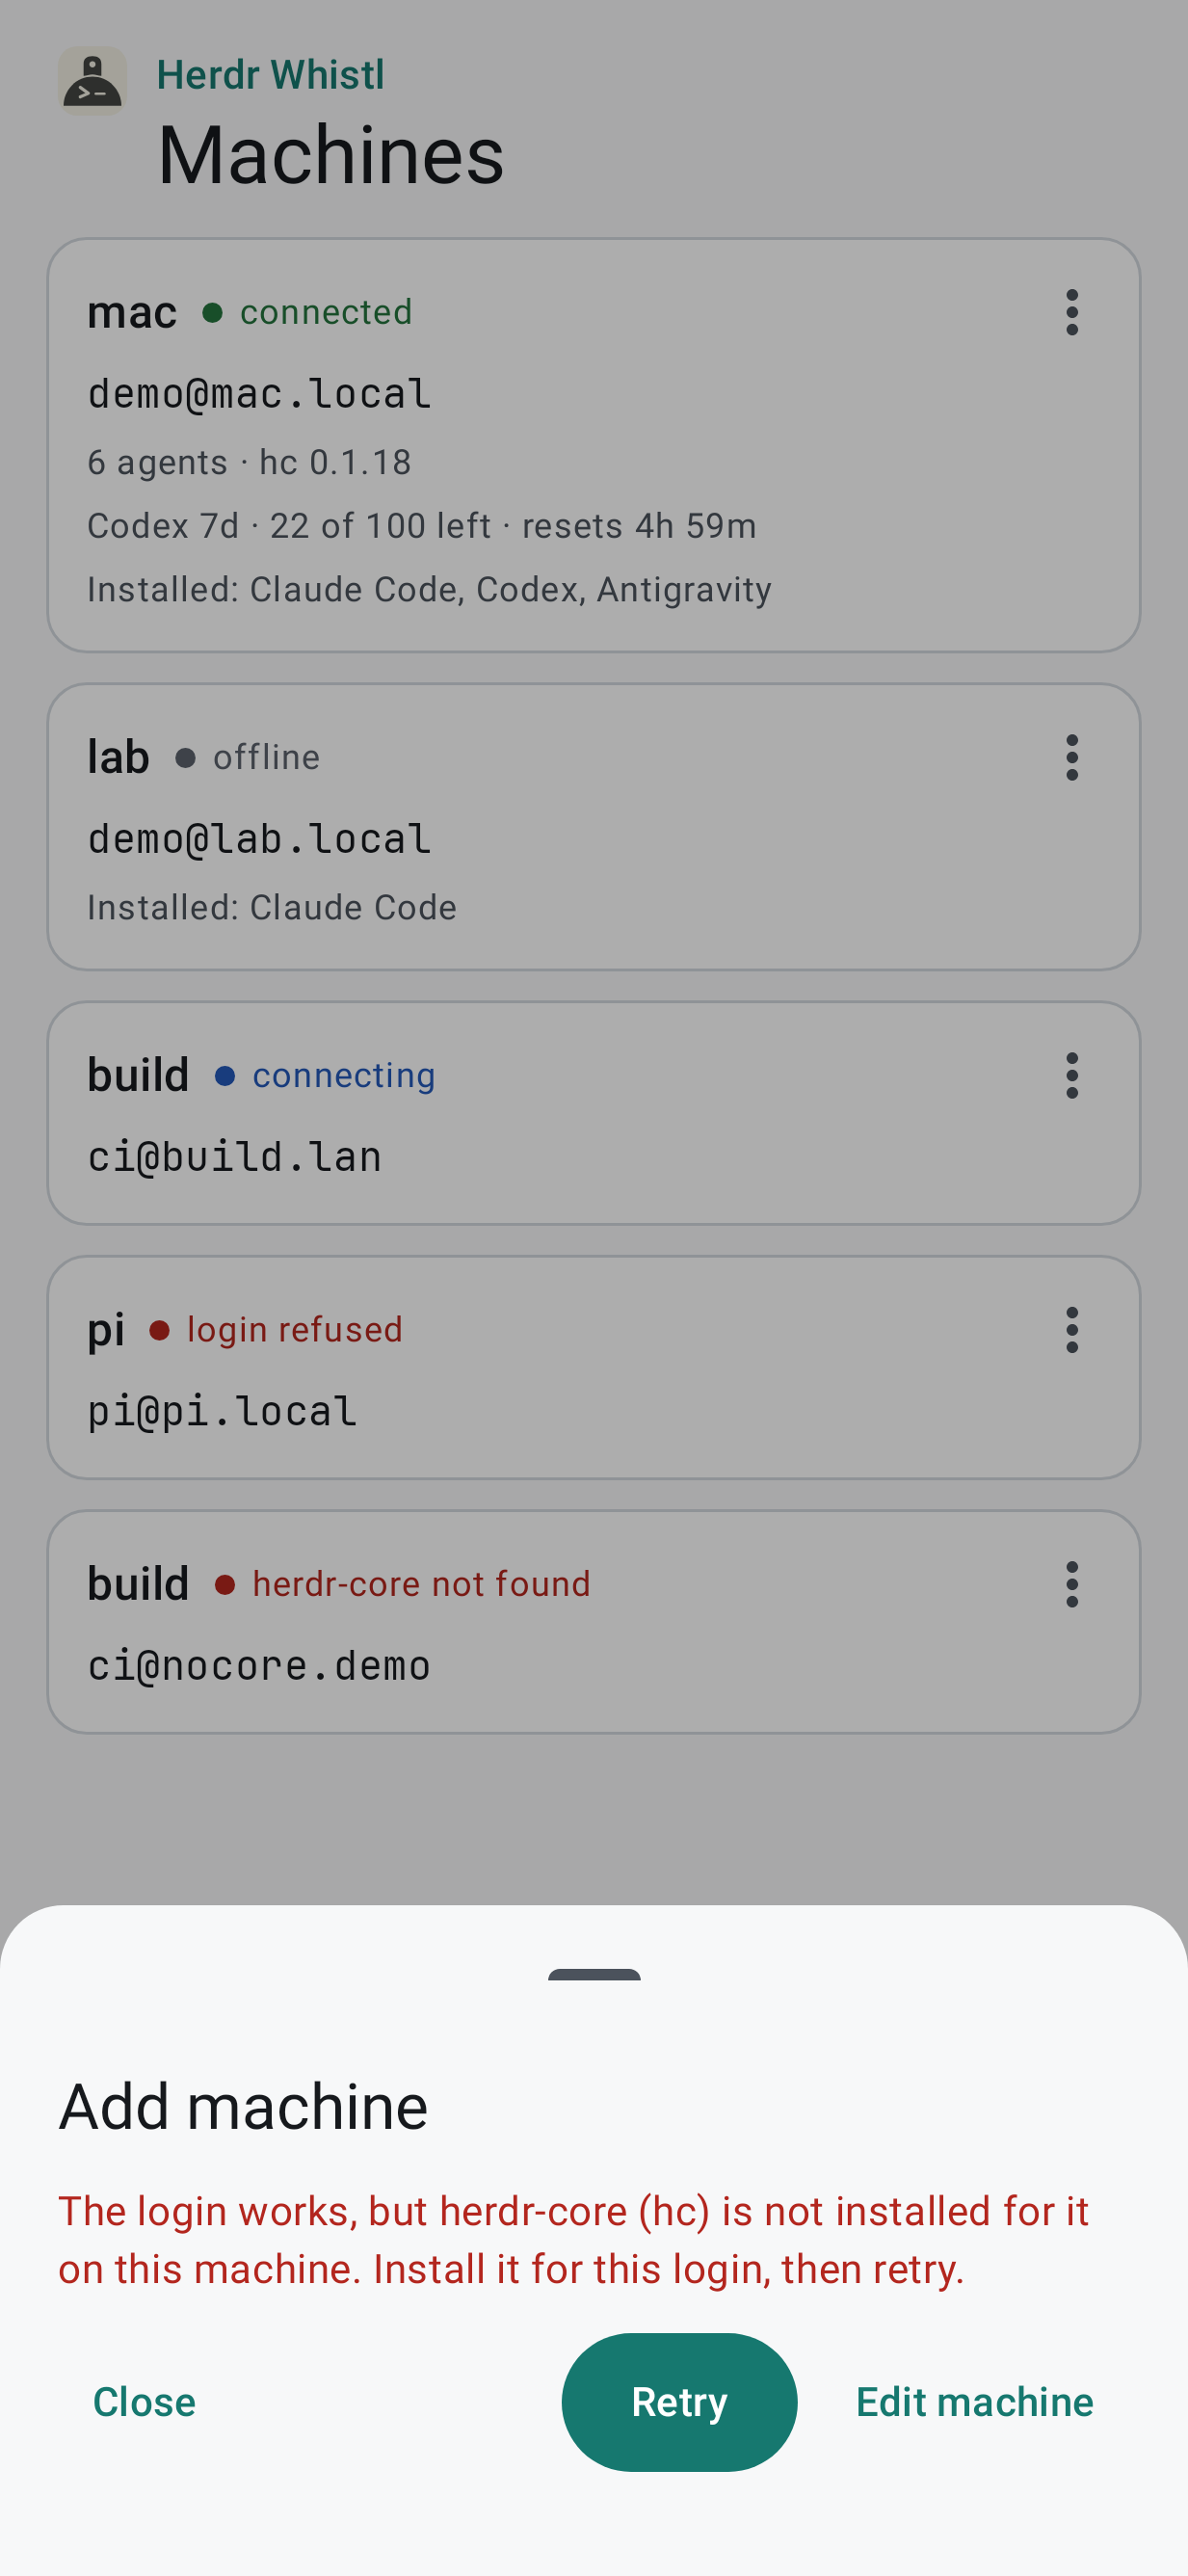 Herdr Whistl
Machines
mac ● connected
demo@mac.local
6 agents · hc 0.1.18
Codex 7d · 22 of 100 left · resets 4h 59m
Installed: Claude Code, Codex, Antigravity
lab ● offline
demo@lab.local
Installed: Claude Code
build ● connecting
ci@build.lan
pi ● login refused
pi@pi.local
build ● herdr-core not found
ci@nocore.demo
Add machine
The login works, but herdr-core (hc) is not installed for it
on this machine. Install it for this login, then retry.
Close Retry Edit machine